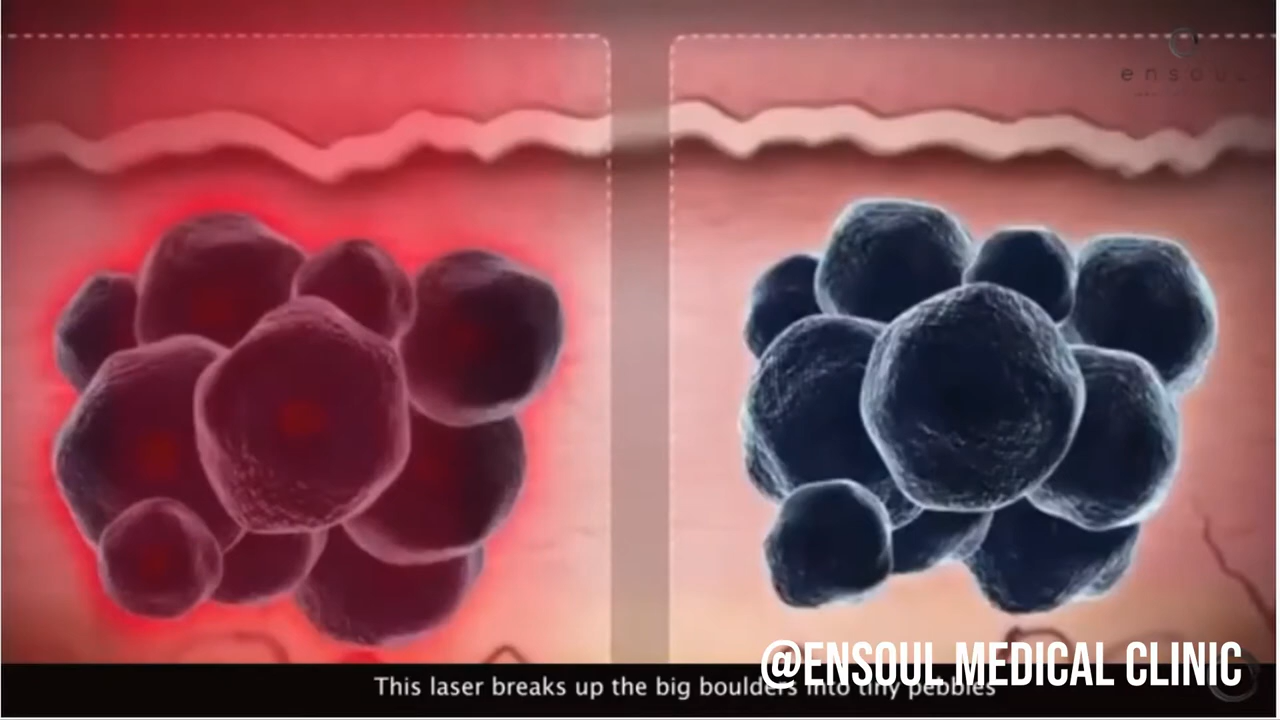 ensoul
This laser breaks up the big boulders into tiny pebbles
@ENSOUL MEDICAL CLINIC